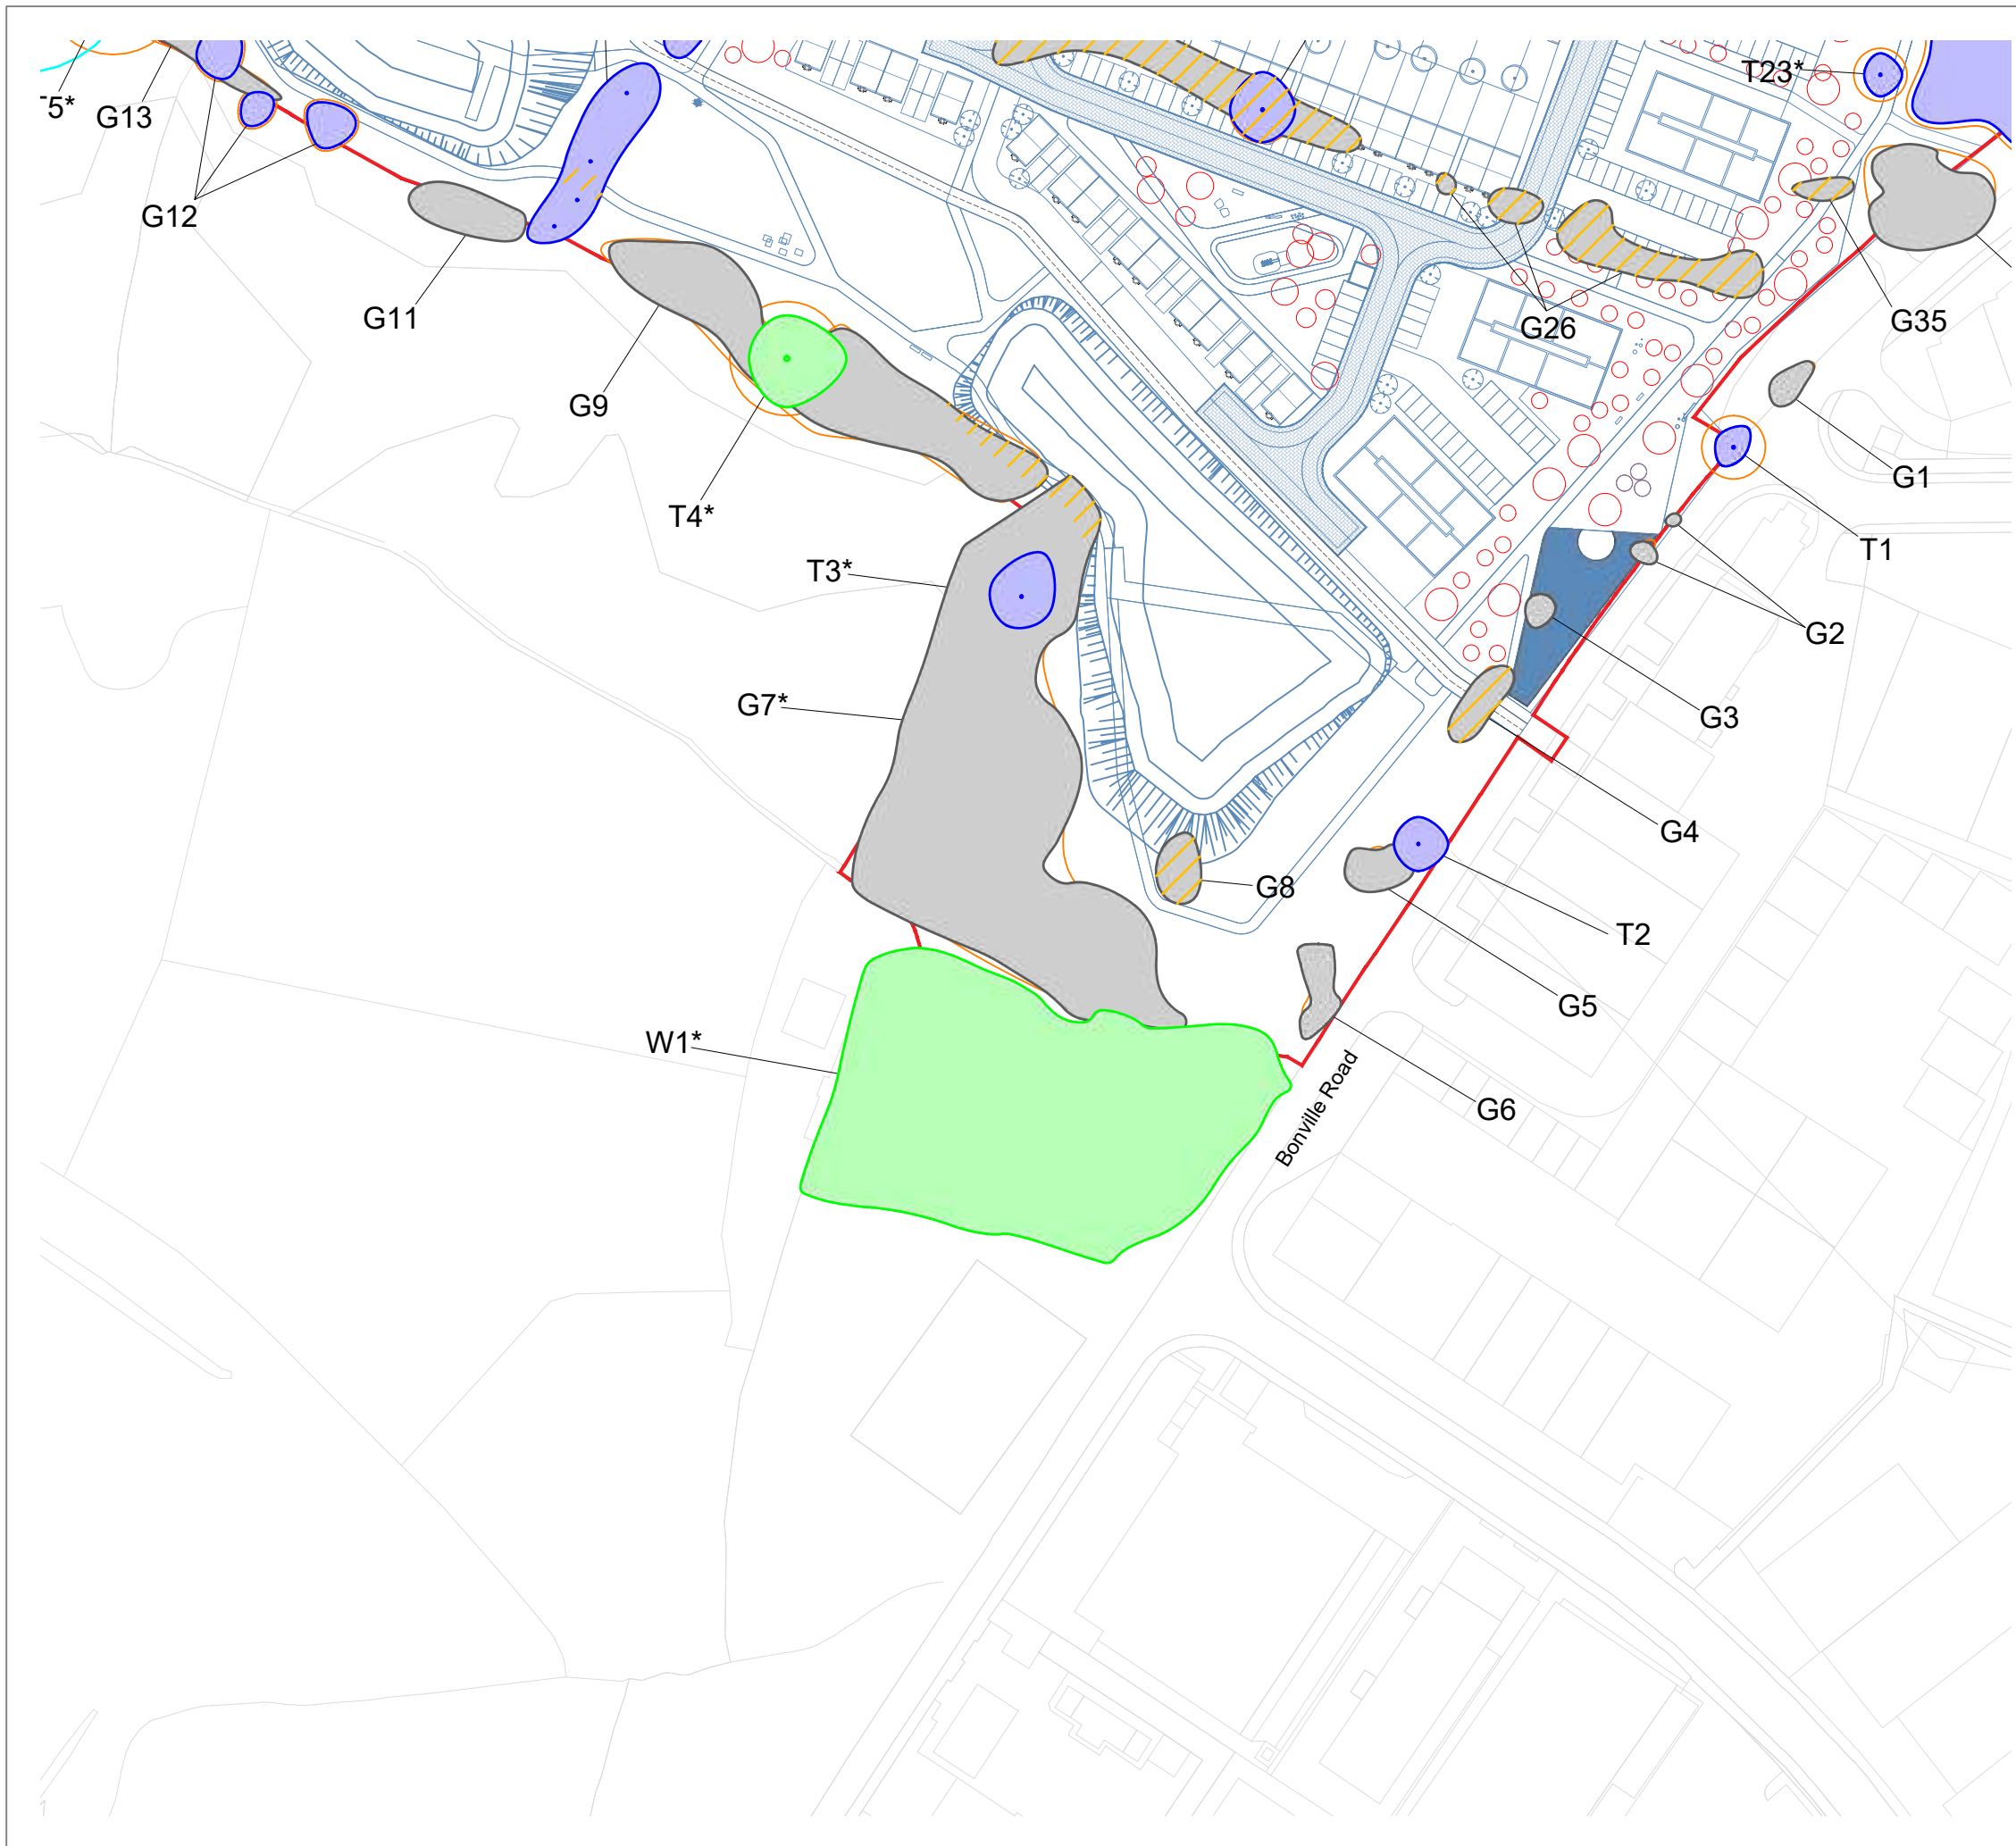 T23*
5*
G13
G12
G11
G35
G26
G9
G1
T4*
T1
T3*
G2
G7*
G3
G4
G8
T2
G5
W1*
G6
Bonville Road